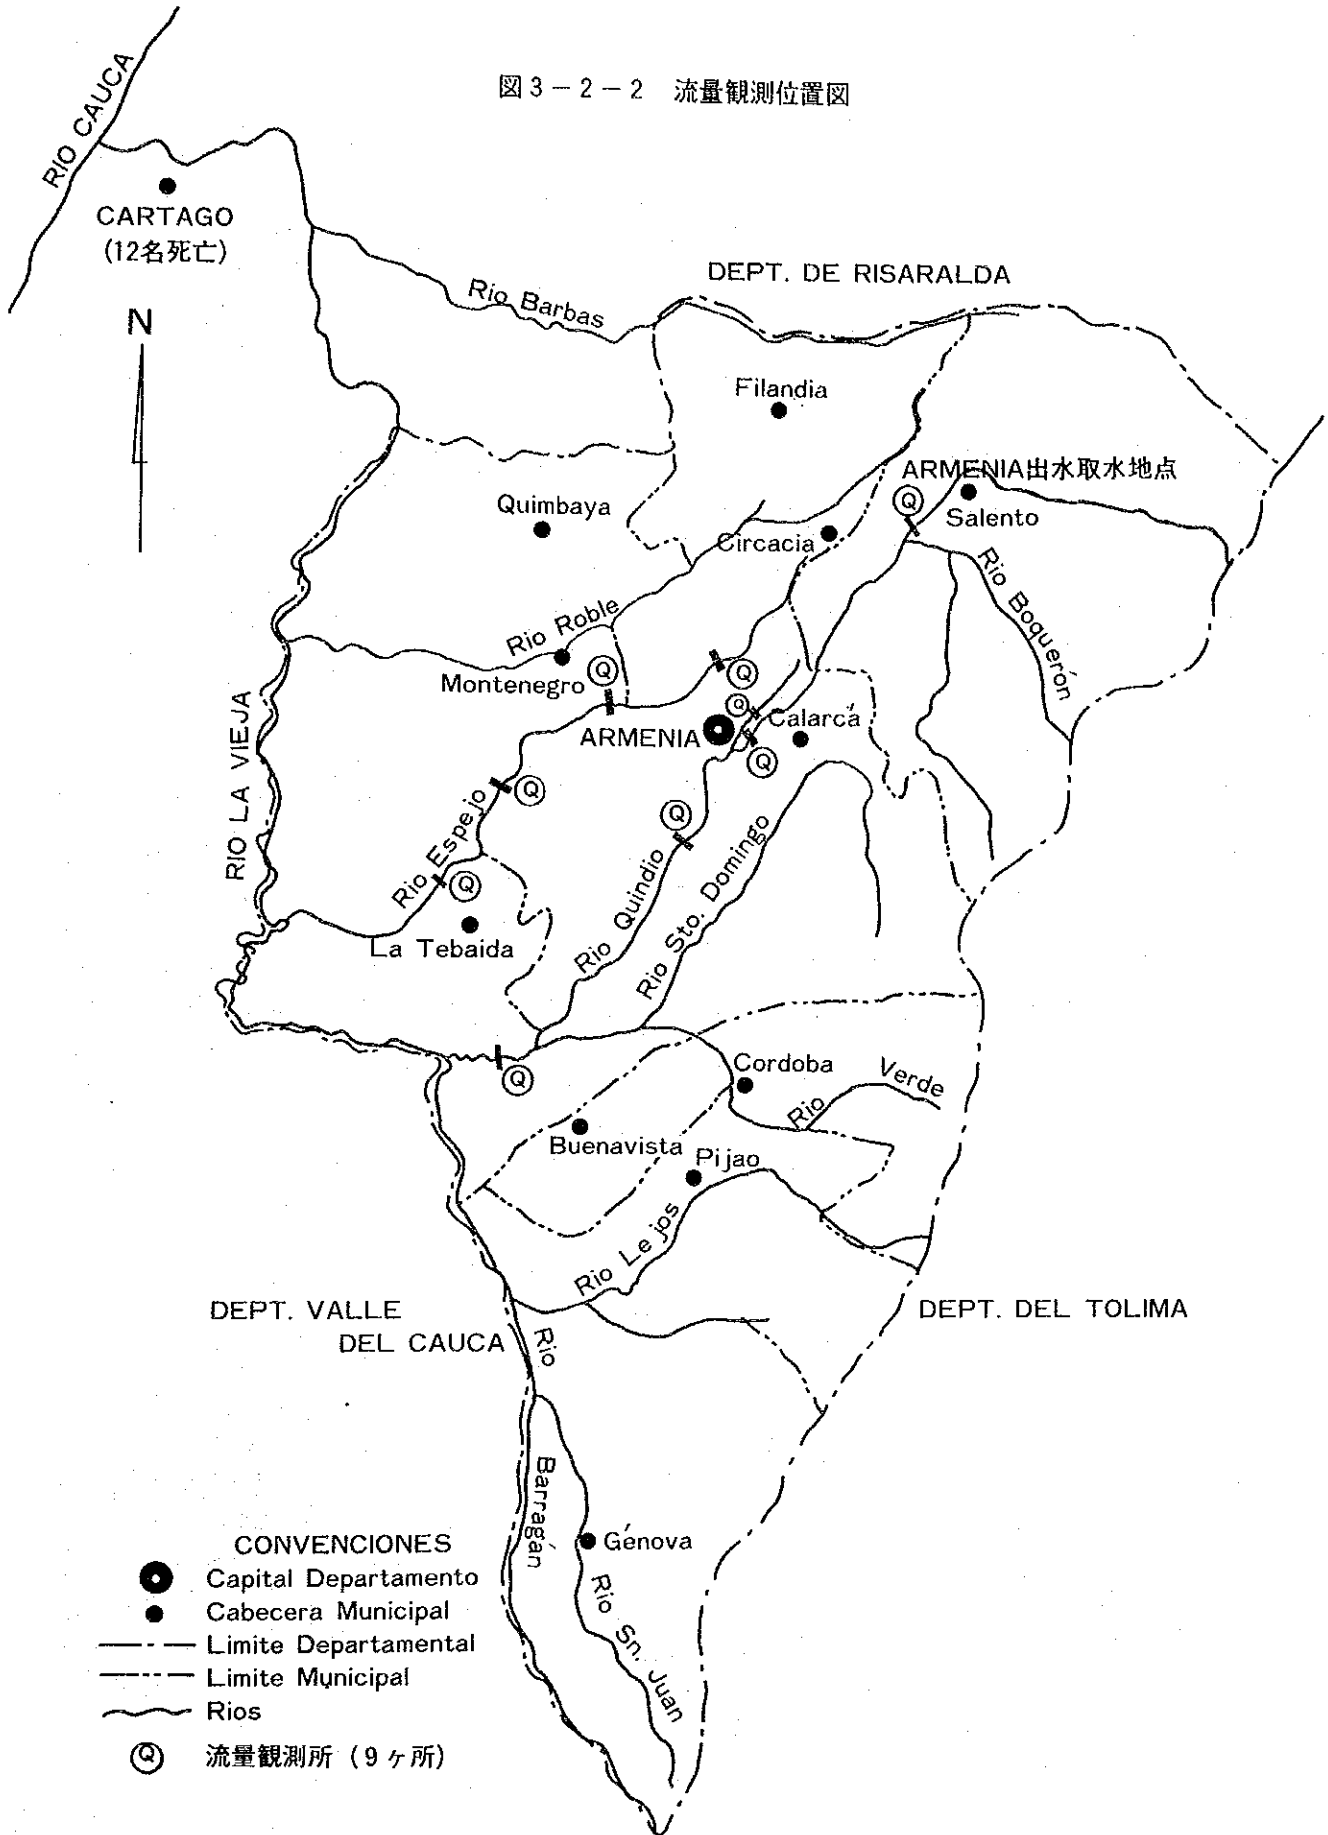 図3-2-2 流量観測位置図
RIO CAUCA
CARTAGO
(12名死亡)
N
DEPT. DE RISARALDA
Rio Barbas
Filandia
ARMENIA出水取水地点
Q
Salento
Quimbaya
Circacia
Rio Boquerón
Rio Roble
Montenegro
Q
Q
Q
ARMENIA
Calarcá
Q
RIO LA VIEJA
Rio Espejo
Q
Q
Q
Rio Quindio
Rio Sto. Domingo
La Tebaida
Q
Cordoba
Rio Verde
Buenavista
Pijao
Rio Lejos
DEPT. VALLE
DEL CAUCA
DEPT. DEL TOLIMA
Rio Barragán
Génova
Rio Sn. Juan
CONVENCIONES
Capital Departamento
Cabecera Municipal
Limite Departamental
Limite Municipal
Rios
Q 流量観測所 (9ヶ所)